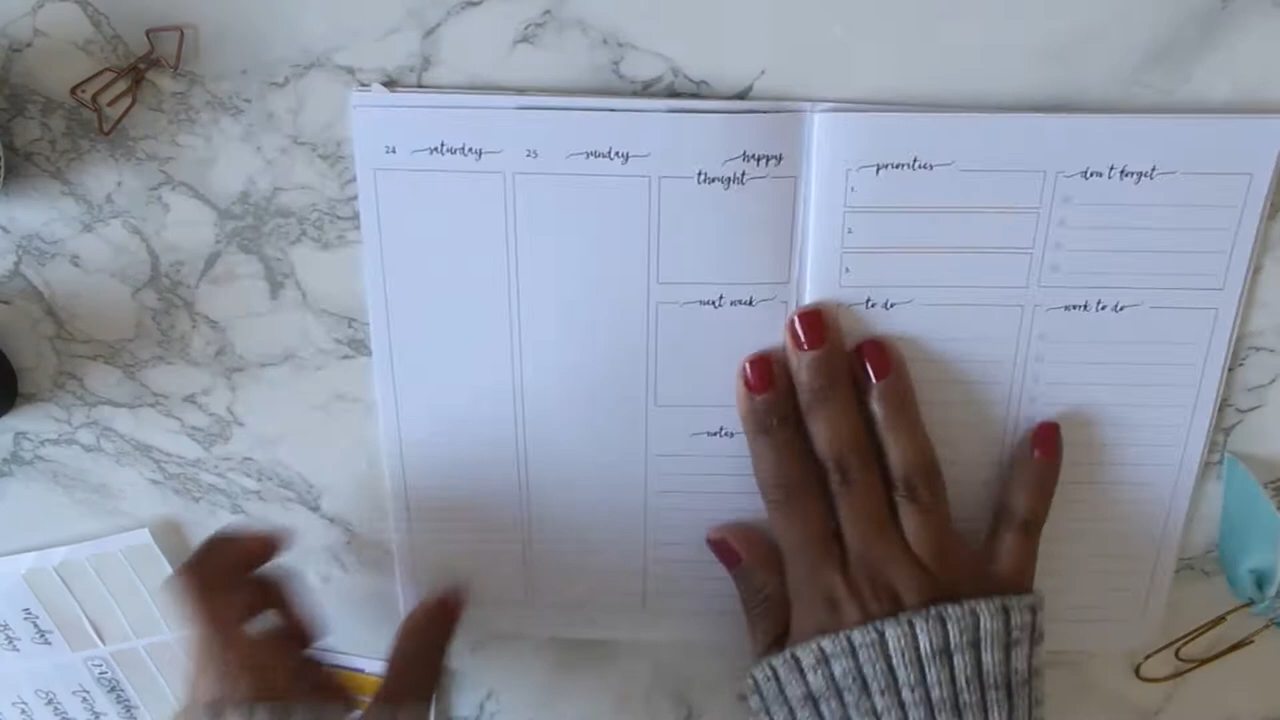 24 saturday 25 sunday happy
thought
next week
notes
priorities
1.
2.
3.
don't forget
to do
work to do